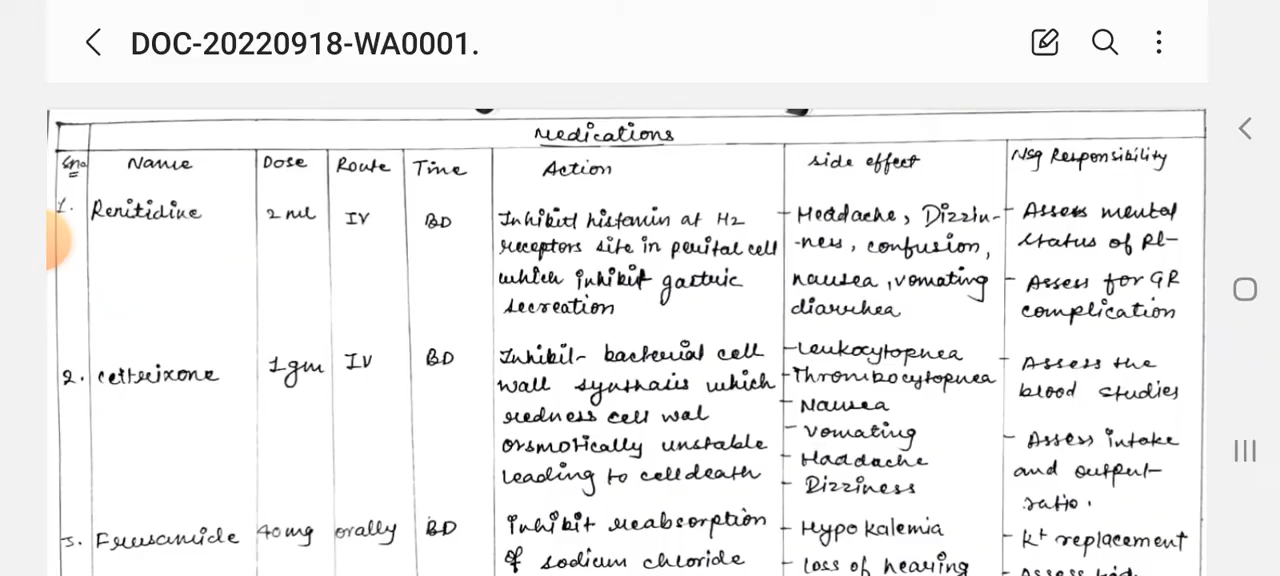 DOC-20220918-WA0001.
Medications
Sno Name Dose Route Time Action side effect Nsg Responsibility
1. Renitidine 2 ml IV BD
Inhibit histamin at H2
receptors site in perital cell
which inhibit gastric
secreation
- Headache, Dizzin-
-ness, confusion,
nausea, vomating
diarrhea
- Assess mental
status of Pt-
- Assess for GR
complication
2. ceftrixone 1gm IV BD
Inhibit- bacterial cell
wall synthasis which
redness cell wal
orsmotically unstable
leading to cell death
- Leukocytopnea
- Thrombocytopnea
- Nausea
- Vomating
- Haddache
- Dizziness
- Assess the
blood studies
- Assess intake
and output-
ratio.
3. Frusamide 40mg orally BD
inhibit reabsorption
of sodium chloride
- Hypokalemia
- Loss of hearing
- K+ replacement